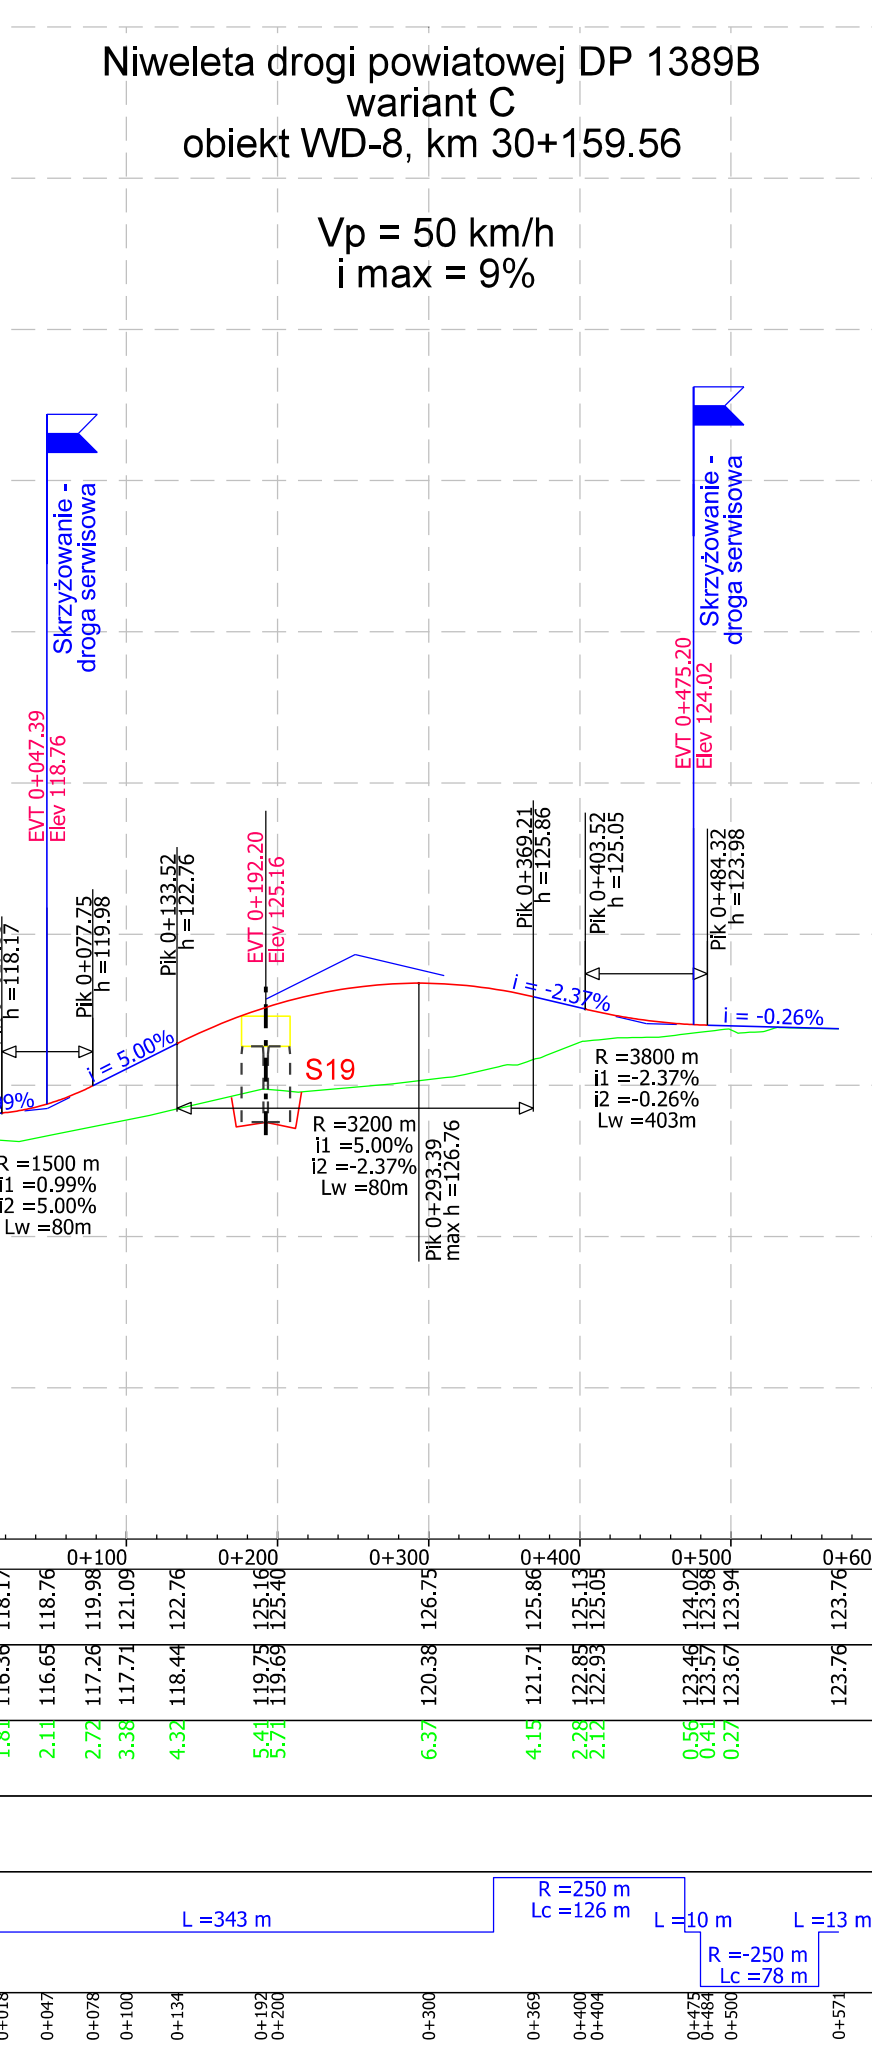 Niweleta drogi powiatowej DP 1389B
wariant C
obiekt WD-8, km 30+159.56
Vp = 50 km/h
i max = 9%
Skrzyżowanie -
droga serwisowa
Skrzyżowanie -
droga serwisowa
EVT 0+047.39
Elev 118.76
EVT 0+475.20
Elev 124.02
h =118.17
Pik 0+077.75
h =119.98
Pik 0+133.52
h =122.76
EVT 0+192.20
Elev 125.16
Pik 0+369.21
h =125.86
Pik 0+403.52
h =125.05
Pik 0+484.32
h =123.98
i = 5.00%
i = -2.37%
i = -0.26%
9%
S19
R =1500 m
i1 =0.99%
i2 =5.00%
Lw =80m
R =3200 m
i1 =5.00%
i2 =-2.37%
Lw =80m
Pik 0+293.39
max h =126.76
R =3800 m
i1 =-2.37%
i2 =-0.26%
Lw =403m
0+100 0+200 0+300 0+400 0+500 0+60
118.17 118.76 119.98 121.09 122.76 125.16 125.40 126.75 125.86 125.13 125.05 124.02 123.98 123.94 123.76
116.36 116.65 117.26 117.71 118.44 119.75 119.69 120.38 121.71 122.85 122.93 123.46 123.57 123.67 123.76
1.81 2.11 2.72 3.38 4.32 5.41 5.71 6.37 4.15 2.28 2.12 0.56 0.41 0.27
L =343 m
R =250 m
Lc =126 m
L =10 m
R =-250 m
Lc =78 m
L =13 m
0+018 0+047 0+078 0+100 0+134 0+192 0+200 0+300 0+369 0+400 0+404 0+475 0+484 0+500 0+571